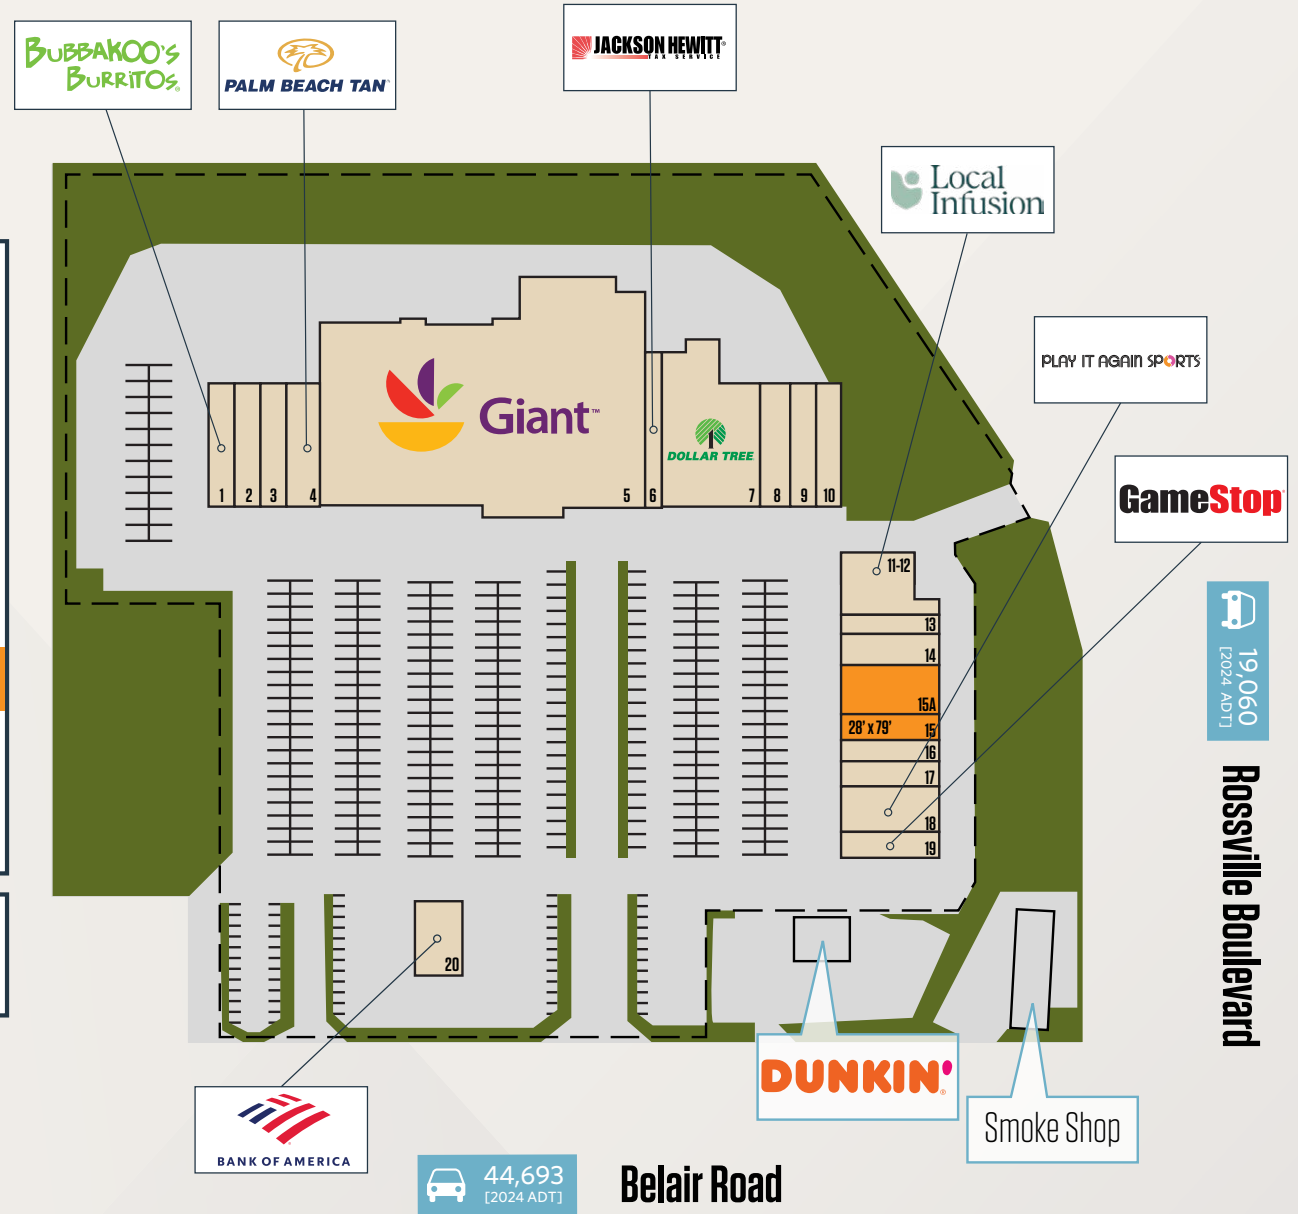 BUBBAKOO'S
BURRITOS®
PALM BEACH TAN
JACKSON HEWITT®
TAX SERVICE
Local
Infusion
PLAY IT AGAIN SPORTS
GameStop
Giant™
DOLLAR TREE
1 2 3 4 5 6 7 8 9 10
11-12
13
14
15A
28' x 79' 15
16
17
18
19
20
19,060
[2024 ADT]
Rossville Boulevard
DUNKIN'®
Smoke Shop
BANK OF AMERICA
44,693
[2024 ADT]
Belair Road